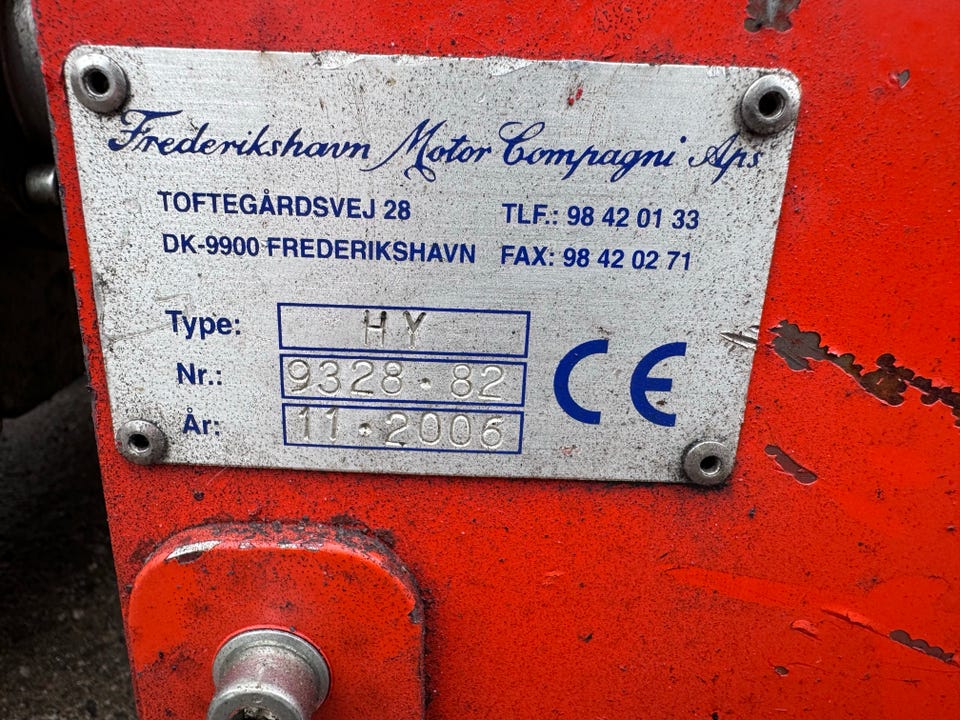 Frederikshavn Motor Compagni Aps
TOFTEGÅRDSVEJ 28 TLF.: 98 42 01 33
DK-9900 FREDERIKSHAVN FAX: 98 42 02 71
Type: HY
Nr.: 9328.82
År: 11.2006
CE